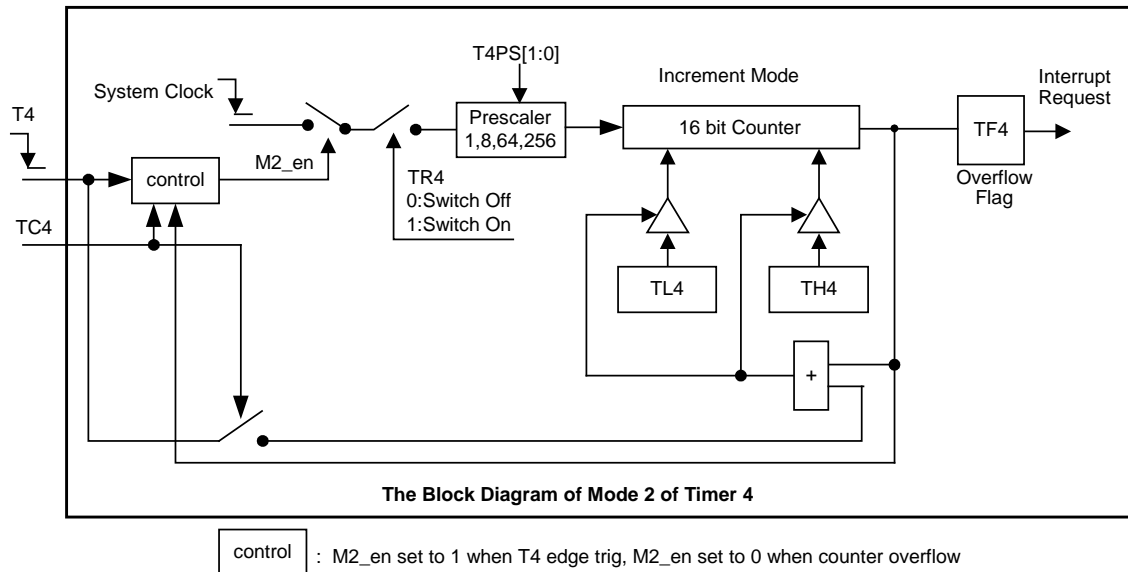 T4PS[1:0]
Increment Mode
Interrupt
Request
System Clock
T4
Prescaler
1,8,64,256
16 bit Counter
TF4
Overflow
Flag
control
M2_en
TR4
0:Switch Off
1:Switch On
TC4
TL4
TH4
+
The Block Diagram of Mode 2 of Timer 4
control : M2_en set to 1 when T4 edge trig, M2_en set to 0 when counter overflow